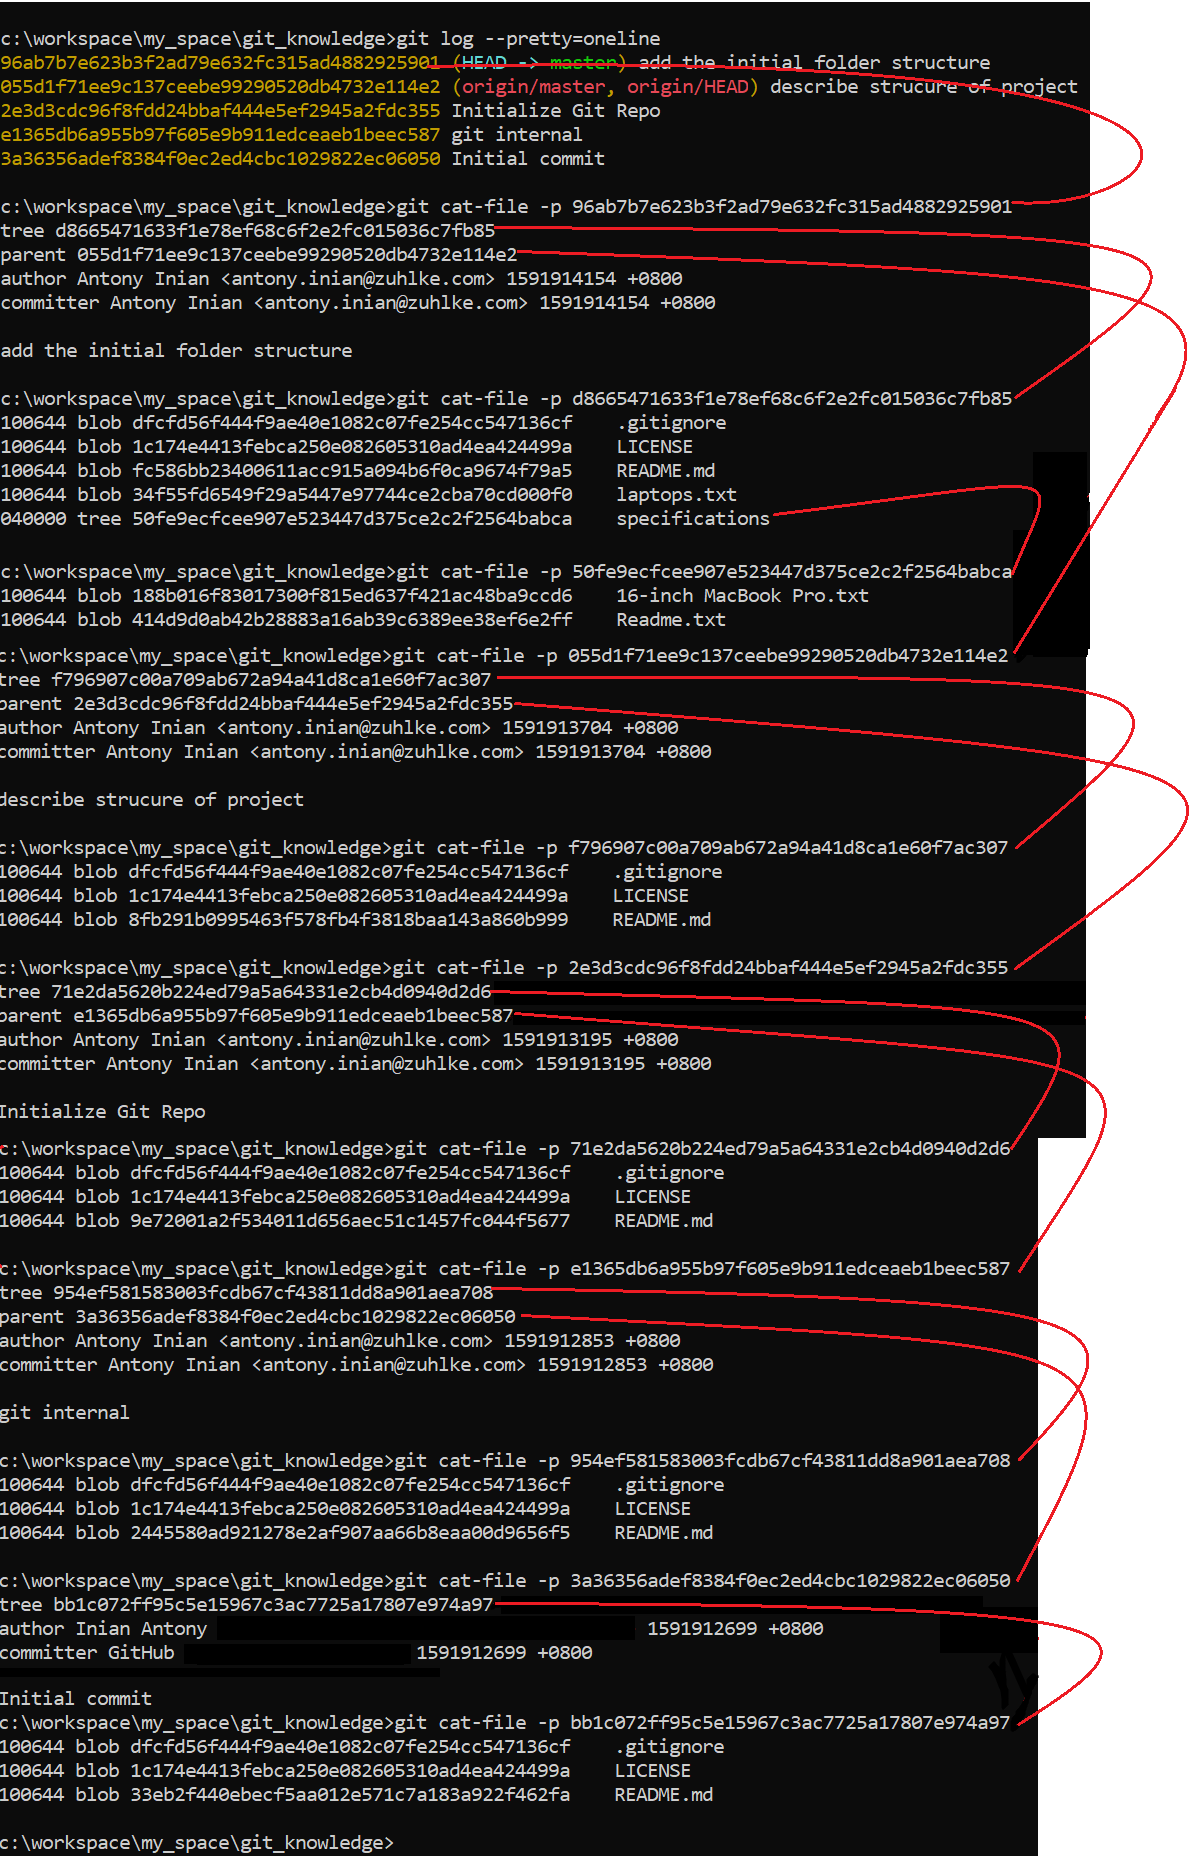 c:\workspace\my_space\git_knowledge>git log --pretty=oneline
96ab7b7e623b3f2ad79e632fc315ad4882925901 (HEAD -> master) add the initial folder structure
055d1f71ee9c137ceebe99290520db4732e114e2 (origin/master, origin/HEAD) describe strucure of project
2e3d3cdc96f8fdd24bbaf444e5ef2945a2fdc355 Initialize Git Repo
e1365db6a955b97f605e9b911edceaeb1beec587 git internal
3a36356adef8384f0ec2ed4cbc1029822ec06050 Initial commit
c:\workspace\my_space\git_knowledge>git cat-file -p 96ab7b7e623b3f2ad79e632fc315ad4882925901
tree d8665471633f1e78ef68c6f2e2fc015036c7fb85
parent 055d1f71ee9c137ceebe99290520db4732e114e2
author Antony Inian <antony.inian@zuhlke.com> 1591914154 +0800
committer Antony Inian <antony.inian@zuhlke.com> 1591914154 +0800
add the initial folder structure
c:\workspace\my_space\git_knowledge>git cat-file -p d8665471633f1e78ef68c6f2e2fc015036c7fb85
100644 blob dfcfd56f444f9ae40e1082c07fe254cc547136cf    .gitignore
100644 blob 1c174e4413febca250e082605310ad4ea424499a    LICENSE
100644 blob fc586bb23400611acc915a094b6f0ca9674f79a5    README.md
100644 blob 34f55fd6549f29a5447e97744ce2cba70cd000f0    laptops.txt
040000 tree 50fe9ecfcee907e523447d375ce2c2f2564babca    specifications
c:\workspace\my_space\git_knowledge>git cat-file -p 50fe9ecfcee907e523447d375ce2c2f2564babca
100644 blob 188b016f83017300f815ed637f421ac48ba9ccd6    16-inch MacBook Pro.txt
100644 blob 414d9d0ab42b28883a16ab39c6389ee38ef6e2ff    Readme.txt
c:\workspace\my_space\git_knowledge>git cat-file -p 055d1f71ee9c137ceebe99290520db4732e114e2
tree f796907c00a709ab672a94a41d8ca1e60f7ac307
parent 2e3d3cdc96f8fdd24bbaf444e5ef2945a2fdc355
author Antony Inian <antony.inian@zuhlke.com> 1591913704 +0800
committer Antony Inian <antony.inian@zuhlke.com> 1591913704 +0800
describe strucure of project
c:\workspace\my_space\git_knowledge>git cat-file -p f796907c00a709ab672a94a41d8ca1e60f7ac307
100644 blob dfcfd56f444f9ae40e1082c07fe254cc547136cf    .gitignore
100644 blob 1c174e4413febca250e082605310ad4ea424499a    LICENSE
100644 blob 8fb291b0995463f578fb4f3818baa143a860b999    README.md
c:\workspace\my_space\git_knowledge>git cat-file -p 2e3d3cdc96f8fdd24bbaf444e5ef2945a2fdc355
tree 71e2da5620b224ed79a5a64331e2cb4d0940d2d6
parent e1365db6a955b97f605e9b911edceaeb1beec587
author Antony Inian <antony.inian@zuhlke.com> 1591913195 +0800
committer Antony Inian <antony.inian@zuhlke.com> 1591913195 +0800
Initialize Git Repo
c:\workspace\my_space\git_knowledge>git cat-file -p 71e2da5620b224ed79a5a64331e2cb4d0940d2d6
100644 blob dfcfd56f444f9ae40e1082c07fe254cc547136cf    .gitignore
100644 blob 1c174e4413febca250e082605310ad4ea424499a    LICENSE
100644 blob 9e72001a2f534011d656aec51c1457fc044f5677    README.md
c:\workspace\my_space\git_knowledge>git cat-file -p e1365db6a955b97f605e9b911edceaeb1beec587
tree 954ef581583003fcdb67cf43811dd8a901aea708
parent 3a36356adef8384f0ec2ed4cbc1029822ec06050
author Antony Inian <antony.inian@zuhlke.com> 1591912853 +0800
committer Antony Inian <antony.inian@zuhlke.com> 1591912853 +0800
git internal
c:\workspace\my_space\git_knowledge>git cat-file -p 954ef581583003fcdb67cf43811dd8a901aea708
100644 blob dfcfd56f444f9ae40e1082c07fe254cc547136cf    .gitignore
100644 blob 1c174e4413febca250e082605310ad4ea424499a    LICENSE
100644 blob 2445580ad921278e2af907aa66b8eaa00d9656f5    README.md
c:\workspace\my_space\git_knowledge>git cat-file -p 3a36356adef8384f0ec2ed4cbc1029822ec06050
tree bb1c072ff95c5e15967c3ac7725a17807e974a97
author Inian Antony 1591912699 +0800
committer GitHub 1591912699 +0800
Initial commit
c:\workspace\my_space\git_knowledge>git cat-file -p bb1c072ff95c5e15967c3ac7725a17807e974a97
100644 blob dfcfd56f444f9ae40e1082c07fe254cc547136cf    .gitignore
100644 blob 1c174e4413febca250e082605310ad4ea424499a    LICENSE
100644 blob 33eb2f440ebecf5aa012e571c7a183a922f462fa    README.md
c:\workspace\my_space\git_knowledge>